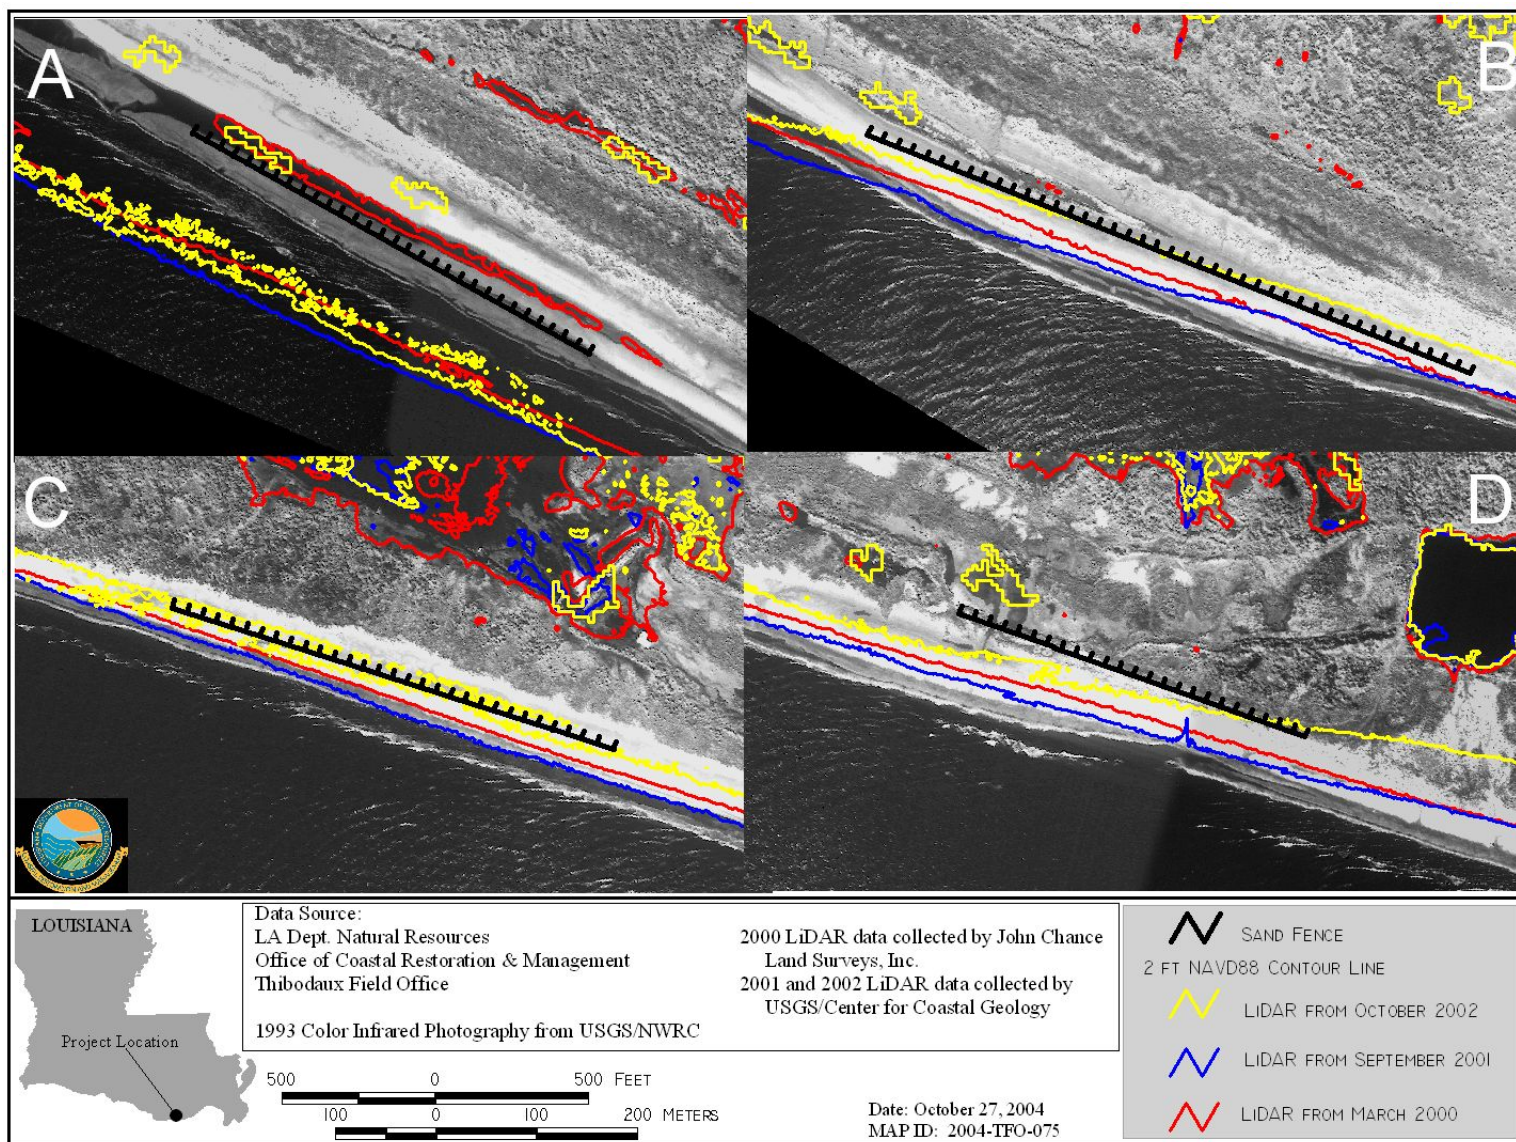 A
B
C
D
LOUISIANA
Project Location
Data Source:
LA Dept. Natural Resources
Office of Coastal Restoration & Management
Thibodaux Field Office
1993 Color Infrared Photography from USGS/NWRC
2000 LiDAR data collected by John Chance
Land Surveys, Inc.
2001 and 2002 LiDAR data collected by
USGS/Center for Coastal Geology
500 0 500 FEET
100 0 100 200 METERS
Date: October 27, 2004
MAP ID: 2004-TFO-075
SAND FENCE
2 FT NAVD88 CONTOUR LINE
LIDAR FROM OCTOBER 2002
LIDAR FROM SEPTEMBER 2001
LIDAR FROM MARCH 2000